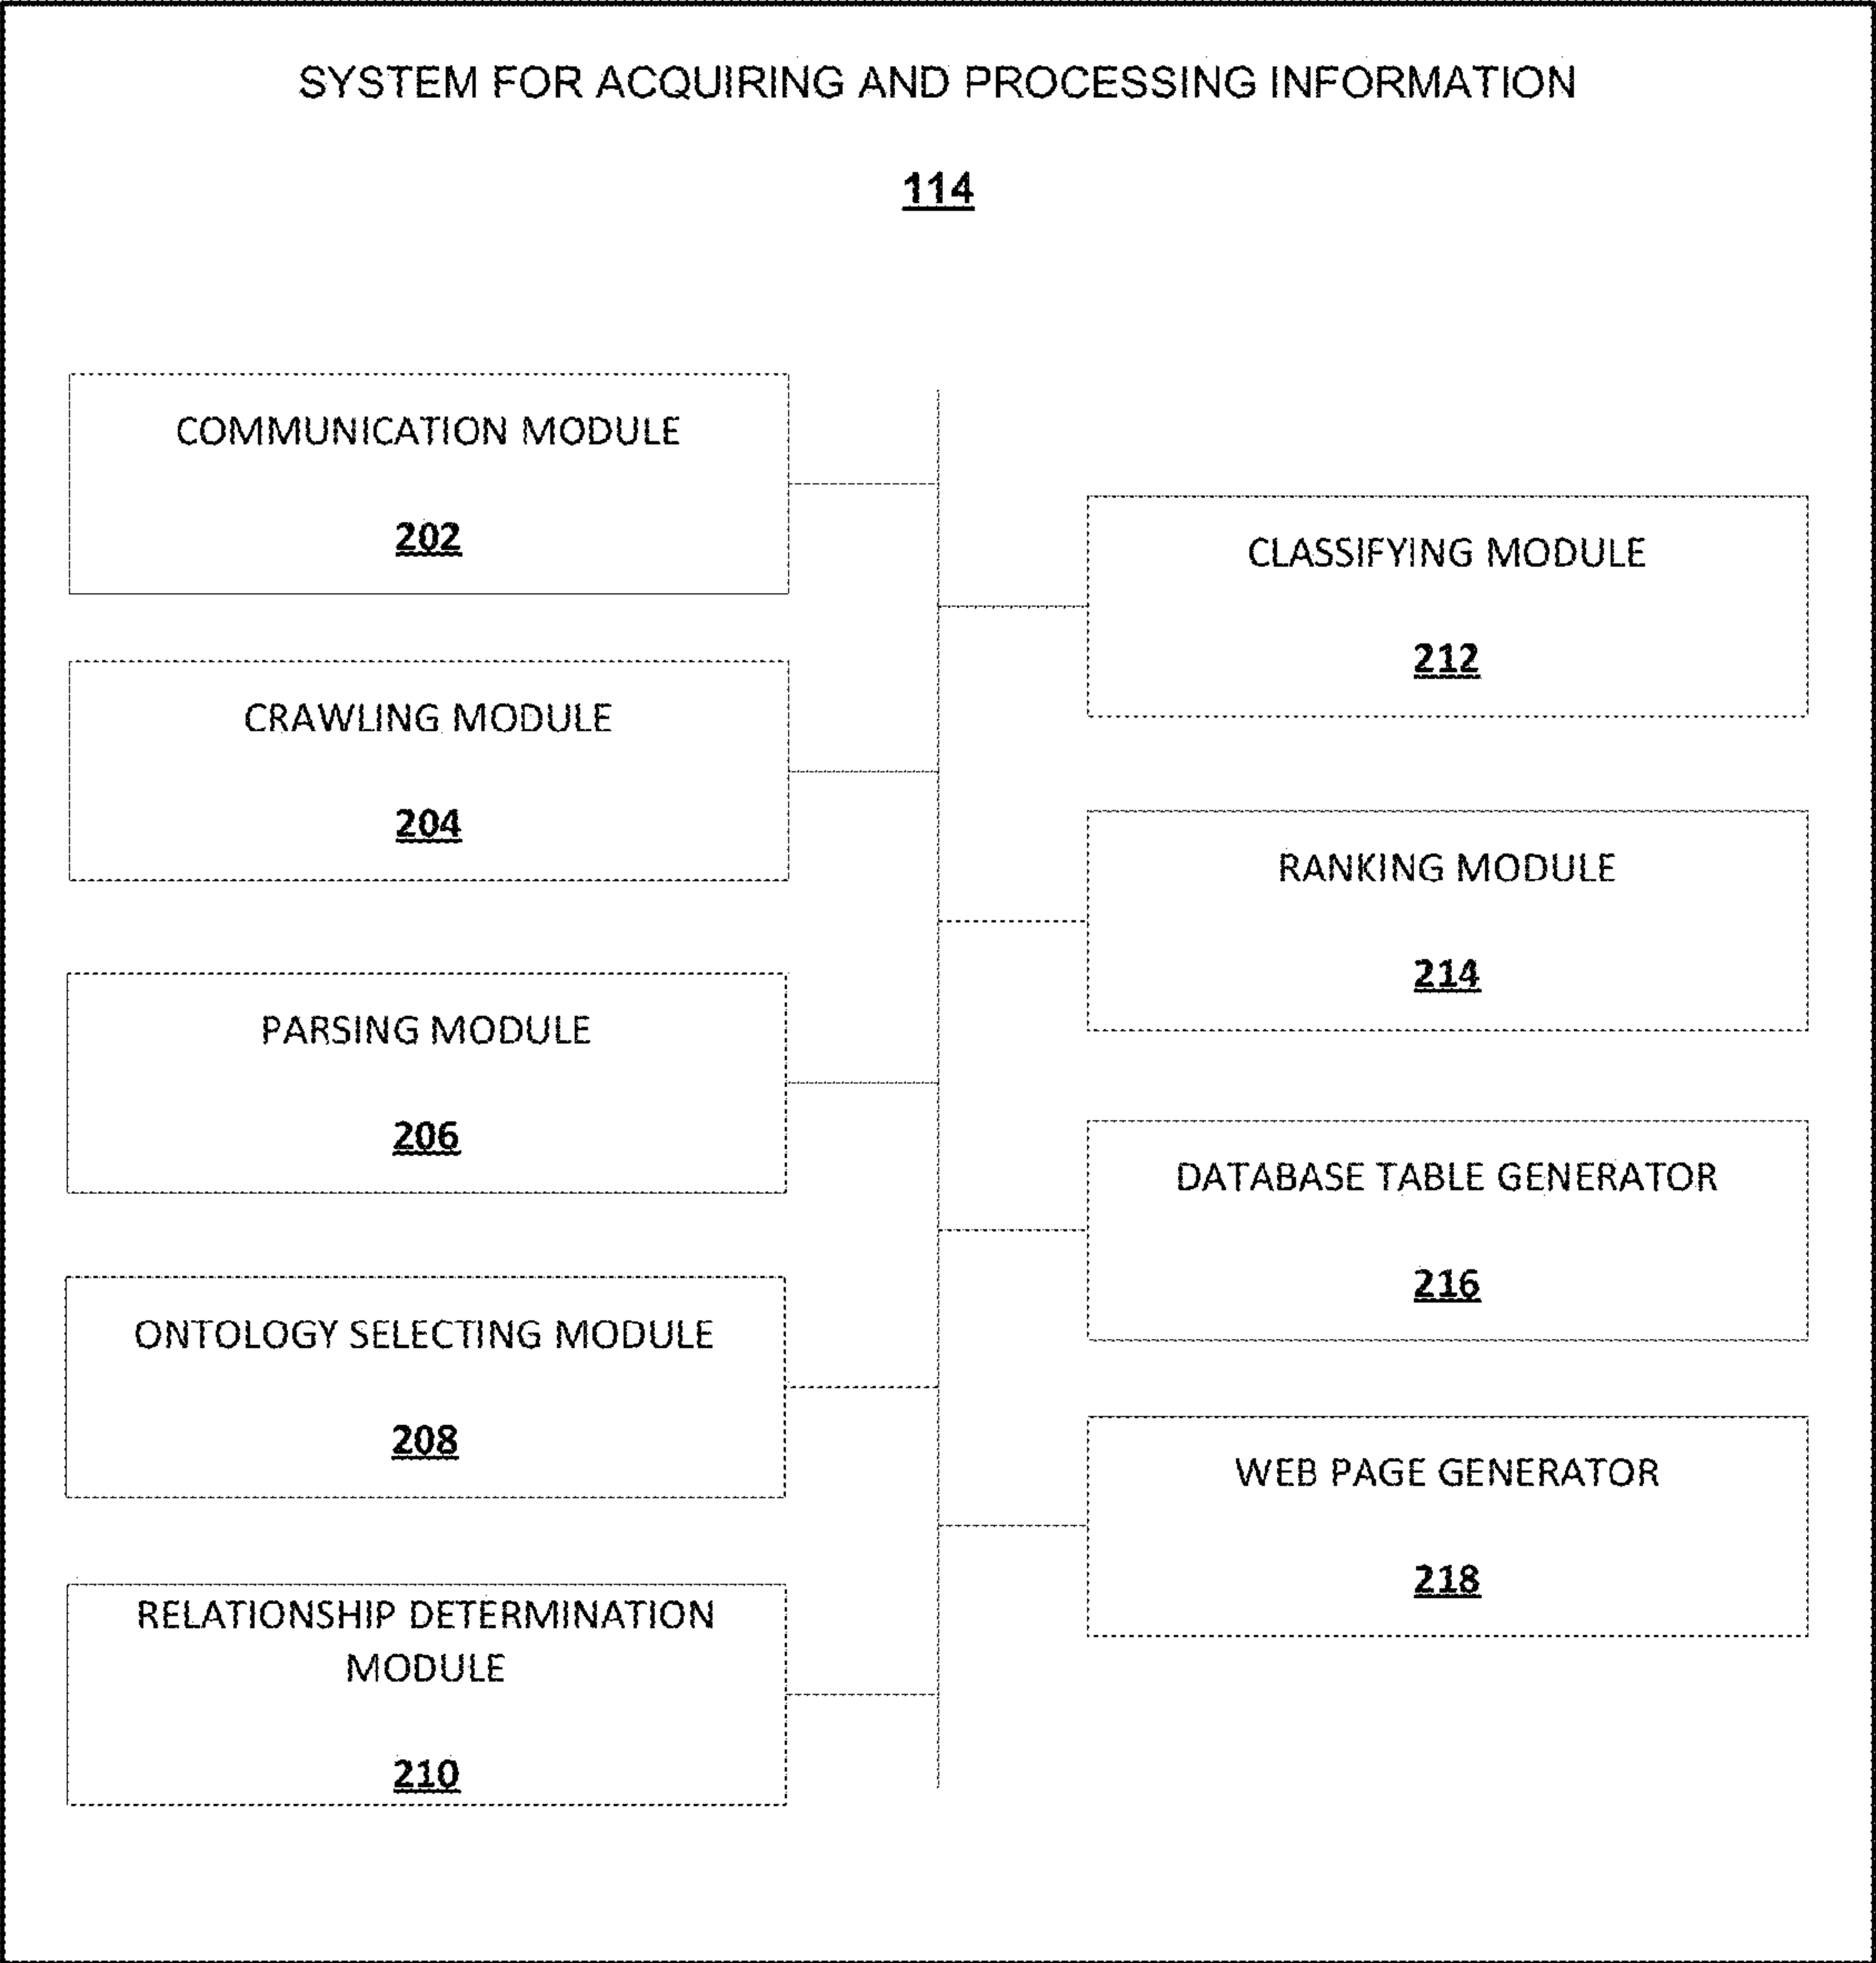 SYSTEM FOR ACQUIRING AND PROCESSING INFORMATION
114
COMMUNICATION MODULE
202
CRAWLING MODULE
204
PARSING MODULE
206
ONTOLOGY SELECTING MODULE
208
RELATIONSHIP DETERMINATION
MODULE
210
CLASSIFYING MODULE
212
RANKING MODULE
214
DATABASE TABLE GENERATOR
216
WEB PAGE GENERATOR
218